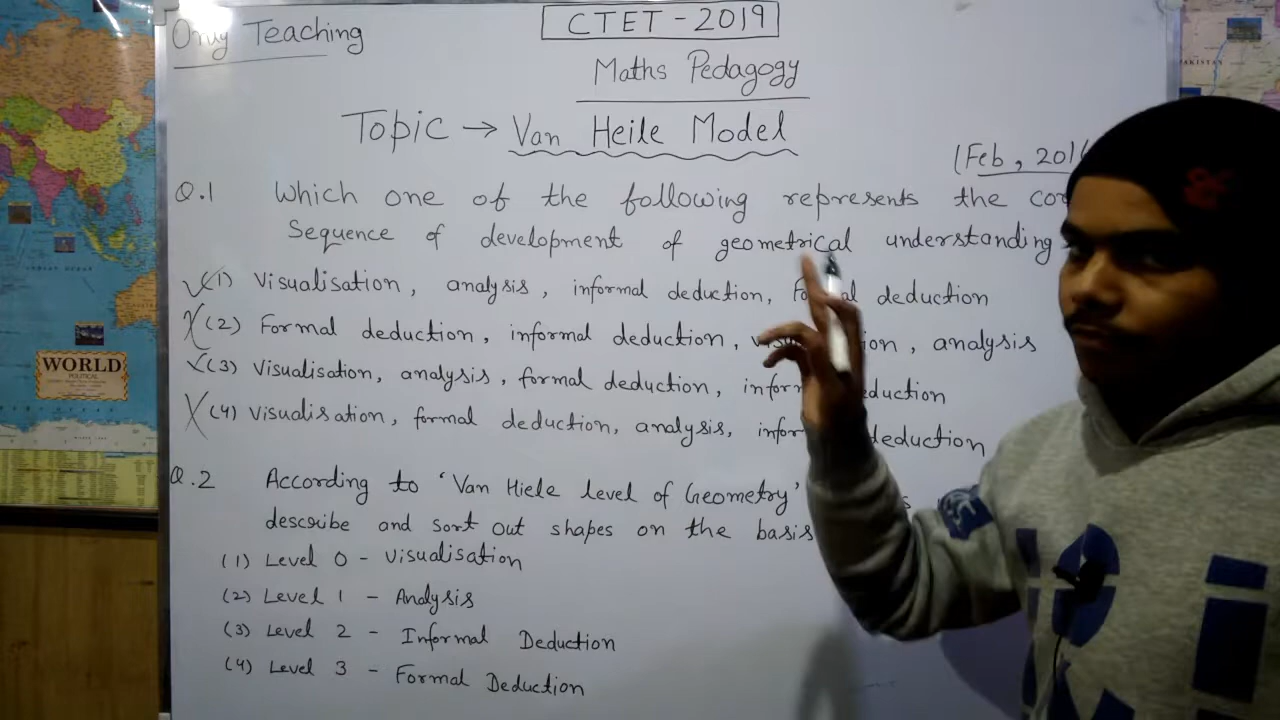 Only Teaching
CTET - 2019
Maths Pedagogy
Topic → Van Heile Model
(Feb, 2016
Q.1 Which one of the following represents the
Sequence of development of geometrical understanding
(1) Visualisation, analysis, informal deduction, deduction
(2) Formal deduction, informal deduction, analysis
(3) Visualisation, analysis, formal deduction, deduction
(4) Visualisation, formal deduction, analysis, deduction
Q.2 According to 'Van Hiele level of Geometry'
describe and sort out shapes on the basis
(1) Level 0 - Visualisation
(2) Level 1 - Analysis
(3) Level 2 - Informal Deduction
(4) Level 3 - Formal Deduction
WORLD
POLITICAL
PAKISTAN